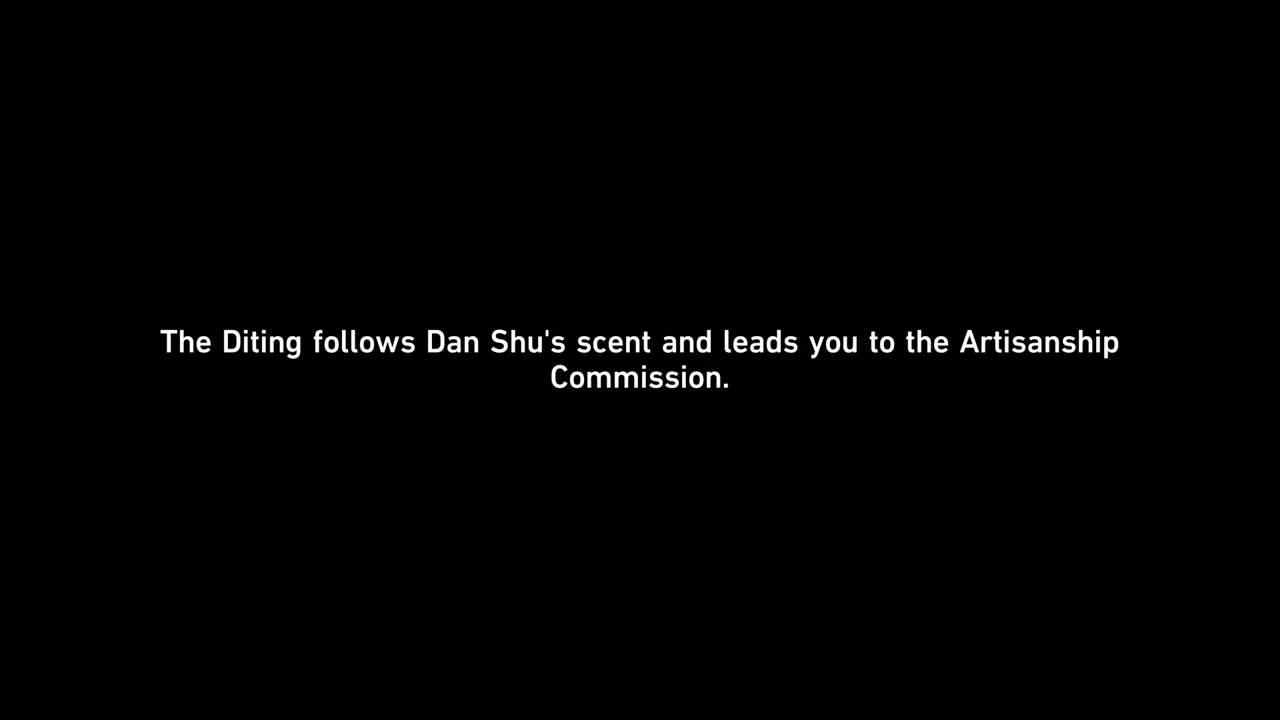 The Diting follows Dan Shu's scent and leads you to the Artisanship
Commission.